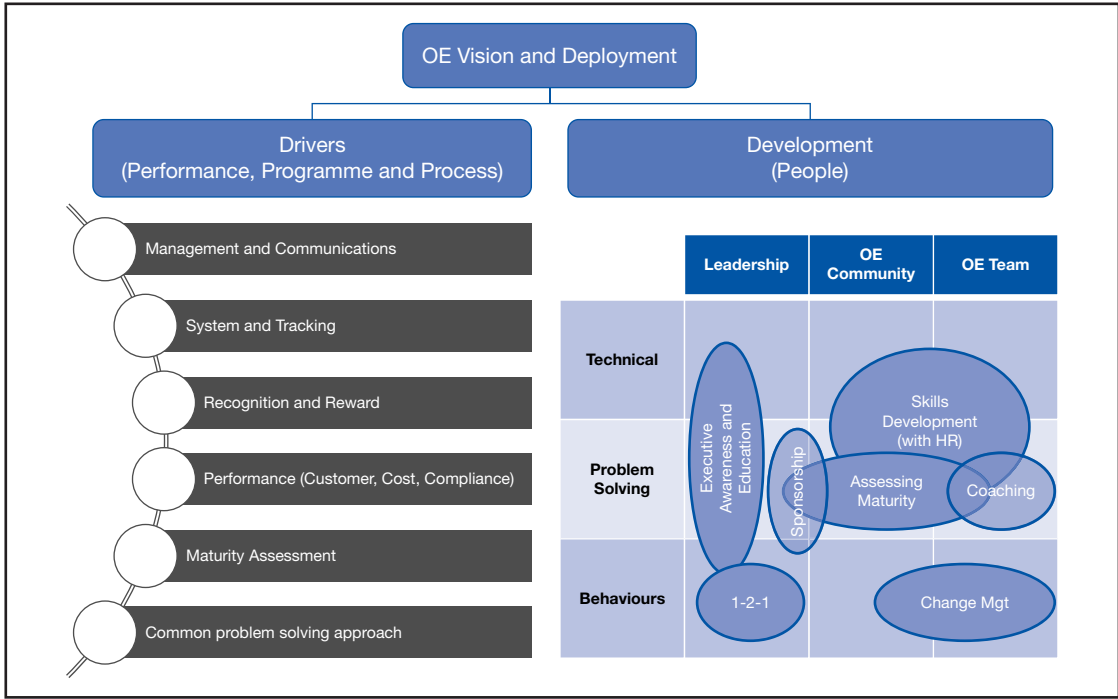 OE Vision and Deployment
Drivers
(Performance, Programme and Process)
Development
(People)
Management and Communications
System and Tracking
Recognition and Reward
Performance (Customer, Cost, Compliance)
Maturity Assessment
Common problem solving approach
Leadership
OE
Community
OE Team
Technical
Problem
Solving
Behaviours
Executive
Awareness and
Education
Sponsorship
Skills
Development
(with HR)
Assessing
Maturity
Coaching
1-2-1
Change Mgt